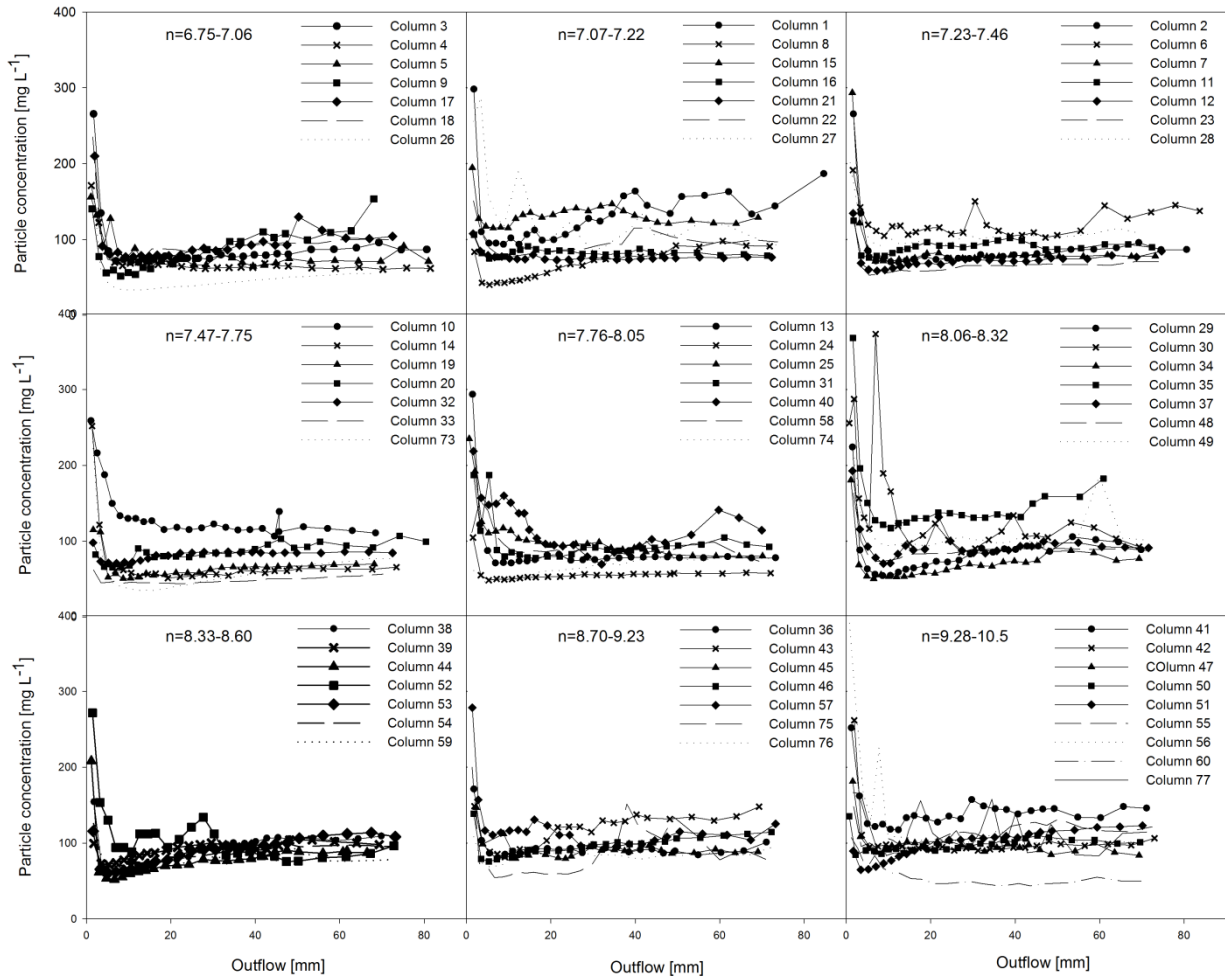 400
300
200
100
0
Particle concentration [mg L-1]
n=6.75-7.06
Column 3
Column 4
Column 5
Column 9
Column 17
Column 18
Column 26
n=7.07-7.22
Column 1
Column 8
Column 15
Column 16
Column 21
Column 22
Column 27
n=7.23-7.46
Column 2
Column 6
Column 7
Column 11
Column 12
Column 23
Column 28
400
300
200
100
0
Particle concentration [mg L-1]
n=7.47-7.75
Column 10
Column 14
Column 19
Column 20
Column 32
Column 33
Column 73
n=7.76-8.05
Column 13
Column 24
Column 25
Column 31
Column 40
Column 58
Column 74
n=8.06-8.32
Column 29
Column 30
Column 34
Column 35
Column 37
Column 48
Column 49
400
300
200
100
0
Particle concentration [mg L-1]
n=8.33-8.60
Column 38
Column 39
Column 44
Column 52
Column 53
Column 54
Column 59
n=8.70-9.23
Column 36
Column 43
Column 45
Column 46
Column 57
Column 75
Column 76
n=9.28-10.5
Column 41
Column 42
COlumn 47
Column 50
Column 51
Column 55
Column 56
Column 60
Column 77
0 20 40 60 80
0 20 40 60 80
0 20 40 60 80
Outflow [mm]
Outflow [mm]
Outflow [mm]